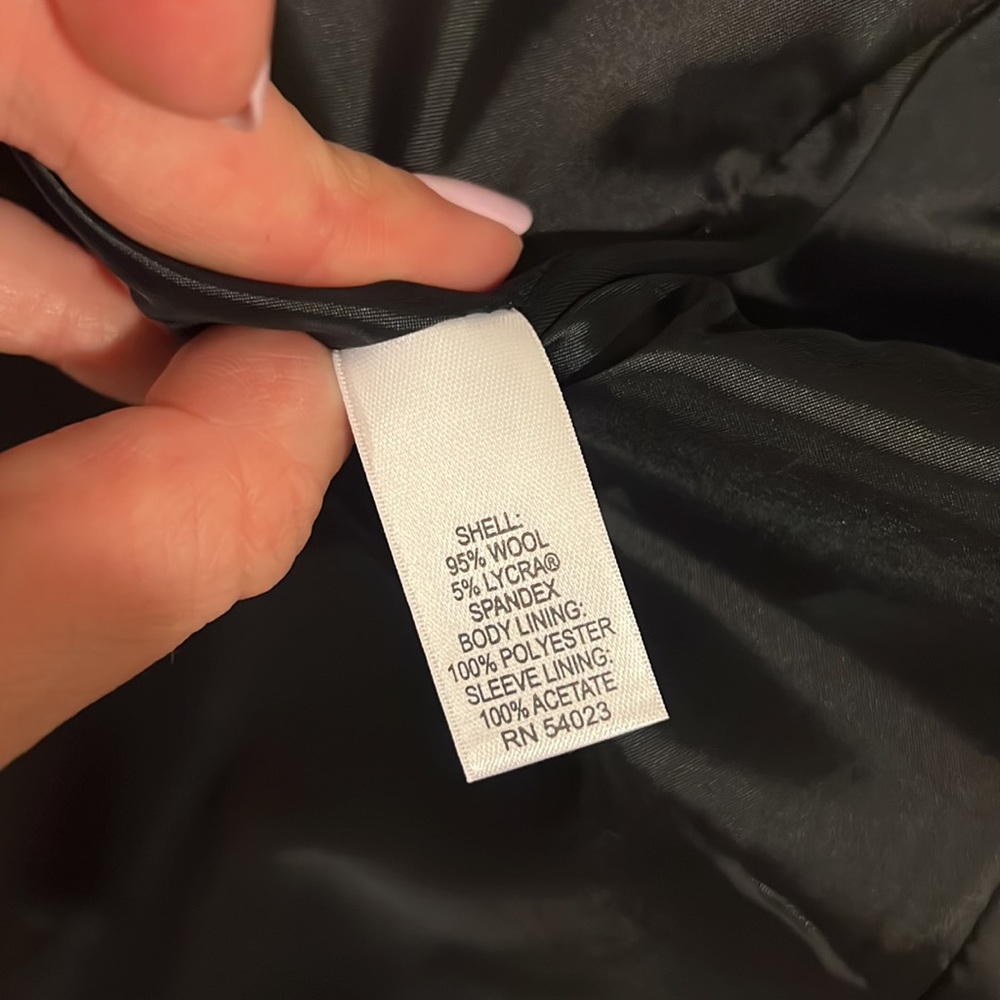 SHELL:
95% WOOL
5% LYCRA®
SPANDEX
BODY LINING:
100% POLYESTER
SLEEVE LINING:
100% ACETATE
RN 54023